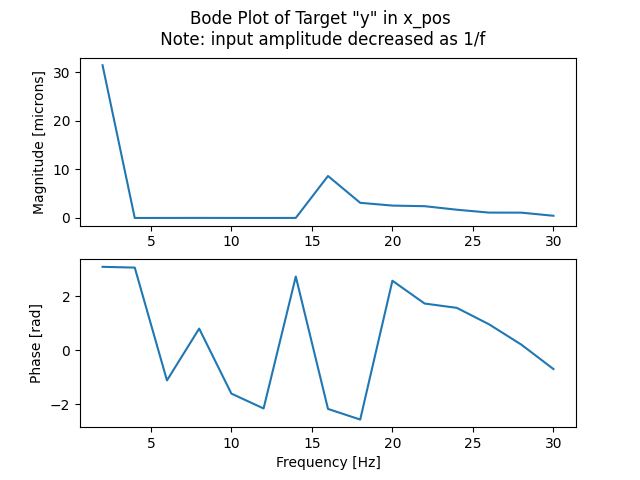 Bode Plot of Target "y" in x_pos
Note: input amplitude decreased as 1/f
Magnitude [microns]
30
20
10
0
5 10 15 20 25 30
Phase [rad]
2
0
−2
5 10 15 20 25 30
Frequency [Hz]